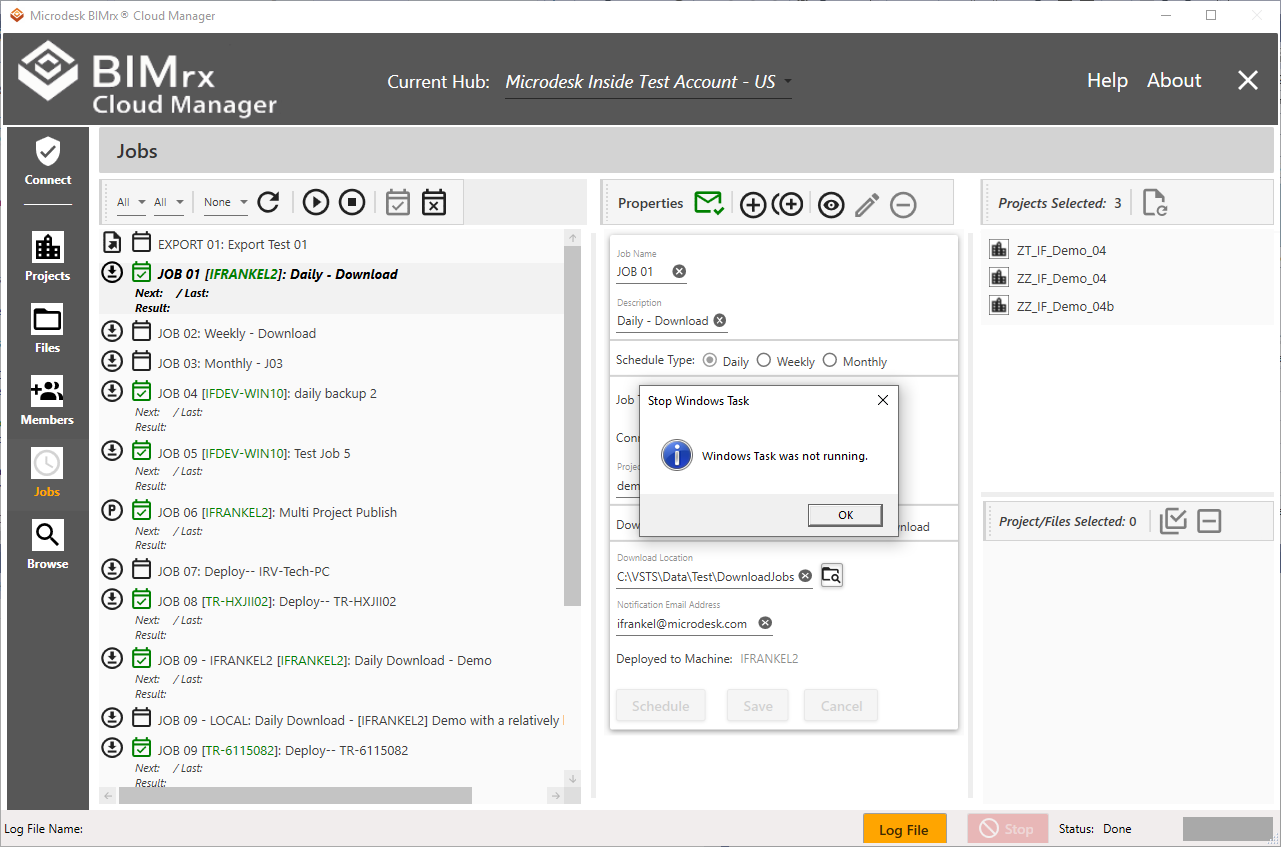 Microdesk BIMrx® Cloud Manager
BIMrx
Cloud Manager
Current Hub: Microdesk Inside Test Account - US
Help About
Connect
Projects
Files
Members
Jobs
Browse
Jobs
All All None
EXPORT 01: Export Test 01
JOB 01 [IFRANKEL2]: Daily - Download
Next: / Last:
Result:
JOB 02: Weekly - Download
JOB 03: Monthly - J03
JOB 04 [IFDEV-WIN10]: daily backup 2
Next: / Last:
Result:
JOB 05 [IFDEV-WIN10]: Test Job 5
Next: / Last:
Result:
P
JOB 06 [IFRANKEL2]: Multi Project Publish
Next: / Last:
Result:
JOB 07: Deploy-- IRV-Tech-PC
JOB 08 [TR-HXJII02]: Deploy-- TR-HXJII02
Next: / Last:
Result:
JOB 09 - IFRANKEL2 [IFRANKEL2]: Daily Download - Demo
Next: / Last:
Result:
JOB 09 - LOCAL: Daily Download - [IFRANKEL2] Demo with a relatively
JOB 09 [TR-6115082]: Deploy-- TR-6115082
Next: / Last:
Result:
Properties
Job Name
JOB 01
Description
Daily - Download
Schedule Type: Daily Weekly Monthly
Job
Stop Windows Task
Windows Task was not running.
OK
Download Location
C:\VSTS\Data\Test\DownloadJobs
Notification Email Address
ifrankel@microdesk.com
Deployed to Machine: IFRANKEL2
Schedule Save Cancel
Projects Selected: 3
ZT_IF_Demo_04
ZZ_IF_Demo_04
ZZ_IF_Demo_04b
Project/Files Selected: 0
Log File Name:
Log File
Stop
Status: Done